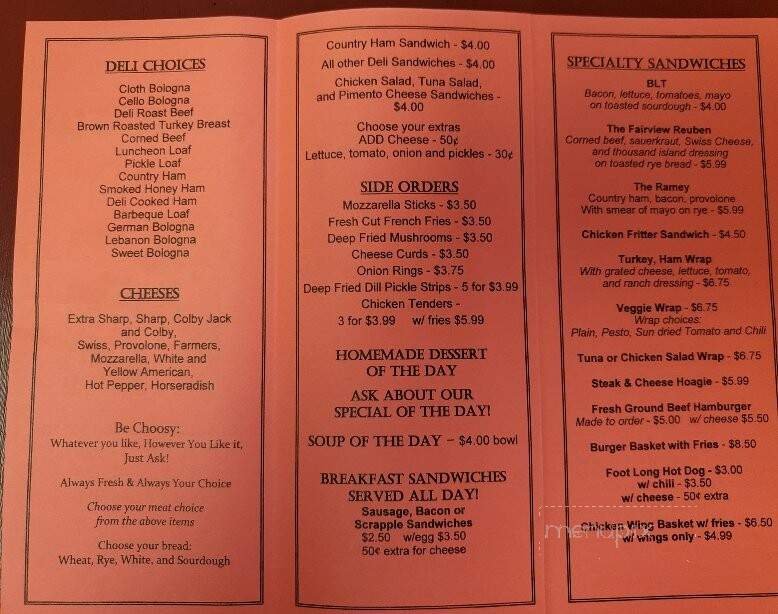 DELI CHOICES
Cloth Bologna
Cello Bologna
Deli Roast Beef
Brown Roasted Turkey Breast
Corned Beef
Luncheon Loaf
Pickle Loaf
Country Ham
Smoked Honey Ham
Deli Cooked Ham
Barbeque Loaf
German Bologna
Lebanon Bologna
Sweet Bologna
CHEESES
Extra Sharp, Sharp, Colby Jack
and Colby,
Swiss, Provolone, Farmers,
Mozzarella, White and
Yellow American,
Hot Pepper, Horseradish
Be Choosy:
Whatever you like, However You Like it,
Just Ask!
Always Fresh & Always Your Choice
Choose your meat choice
from the above items
Choose your bread:
Wheat, Rye, White, and Sourdough
Country Ham Sandwich - $4.00
All other Deli Sandwiches - $4.00
Chicken Salad, Tuna Salad,
and Pimento Cheese Sandwiches -
$4.00
Choose your extras
ADD Cheese - 50¢
Lettuce, tomato, onion and pickles - 30¢
SIDE ORDERS
Mozzarella Sticks - $3.50
Fresh Cut French Fries - $3.50
Deep Fried Mushrooms - $3.50
Cheese Curds - $3.50
Onion Rings - $3.75
Deep Fried Dill Pickle Strips - 5 for $3.99
Chicken Tenders -
3 for $3.99 w/ fries $5.99
HOMEMADE DESSERT
OF THE DAY
ASK ABOUT OUR
SPECIAL OF THE DAY!
SOUP OF THE DAY – $4.00 bowl
BREAKFAST SANDWICHES
SERVED ALL DAY!
Sausage, Bacon or
Scrapple Sandwiches
$2.50 w/egg $3.50
50¢ extra for cheese
SPECIALTY SANDWICHES
BLT
Bacon, lettuce, tomatoes, mayo
on toasted sourdough - $4.00
The Fairview Reuben
Corned beef, sauerkraut, Swiss Cheese,
and thousand island dressing
on toasted rye bread - $5.99
The Ramey
Country ham, bacon, provolone
With smear of mayo on rye - $5.99
Chicken Fritter Sandwich - $4.50
Turkey, Ham Wrap
With grated cheese, lettuce, tomato,
and ranch dressing - $6.75
Veggie Wrap - $6.75
Wrap choices:
Plain, Pesto, Sun dried Tomato and Chili
Tuna or Chicken Salad Wrap - $6.75
Steak & Cheese Hoagie - $5.99
Fresh Ground Beef Hamburger
Made to order - $5.00 w/ cheese $5.50
Burger Basket with Fries - $8.50
Foot Long Hot Dog - $3.00
w/ chili - $3.50
w/ cheese - 50¢ extra
Chicken Wing Basket w/ fries - $6.50
w/ wings only - $4.99